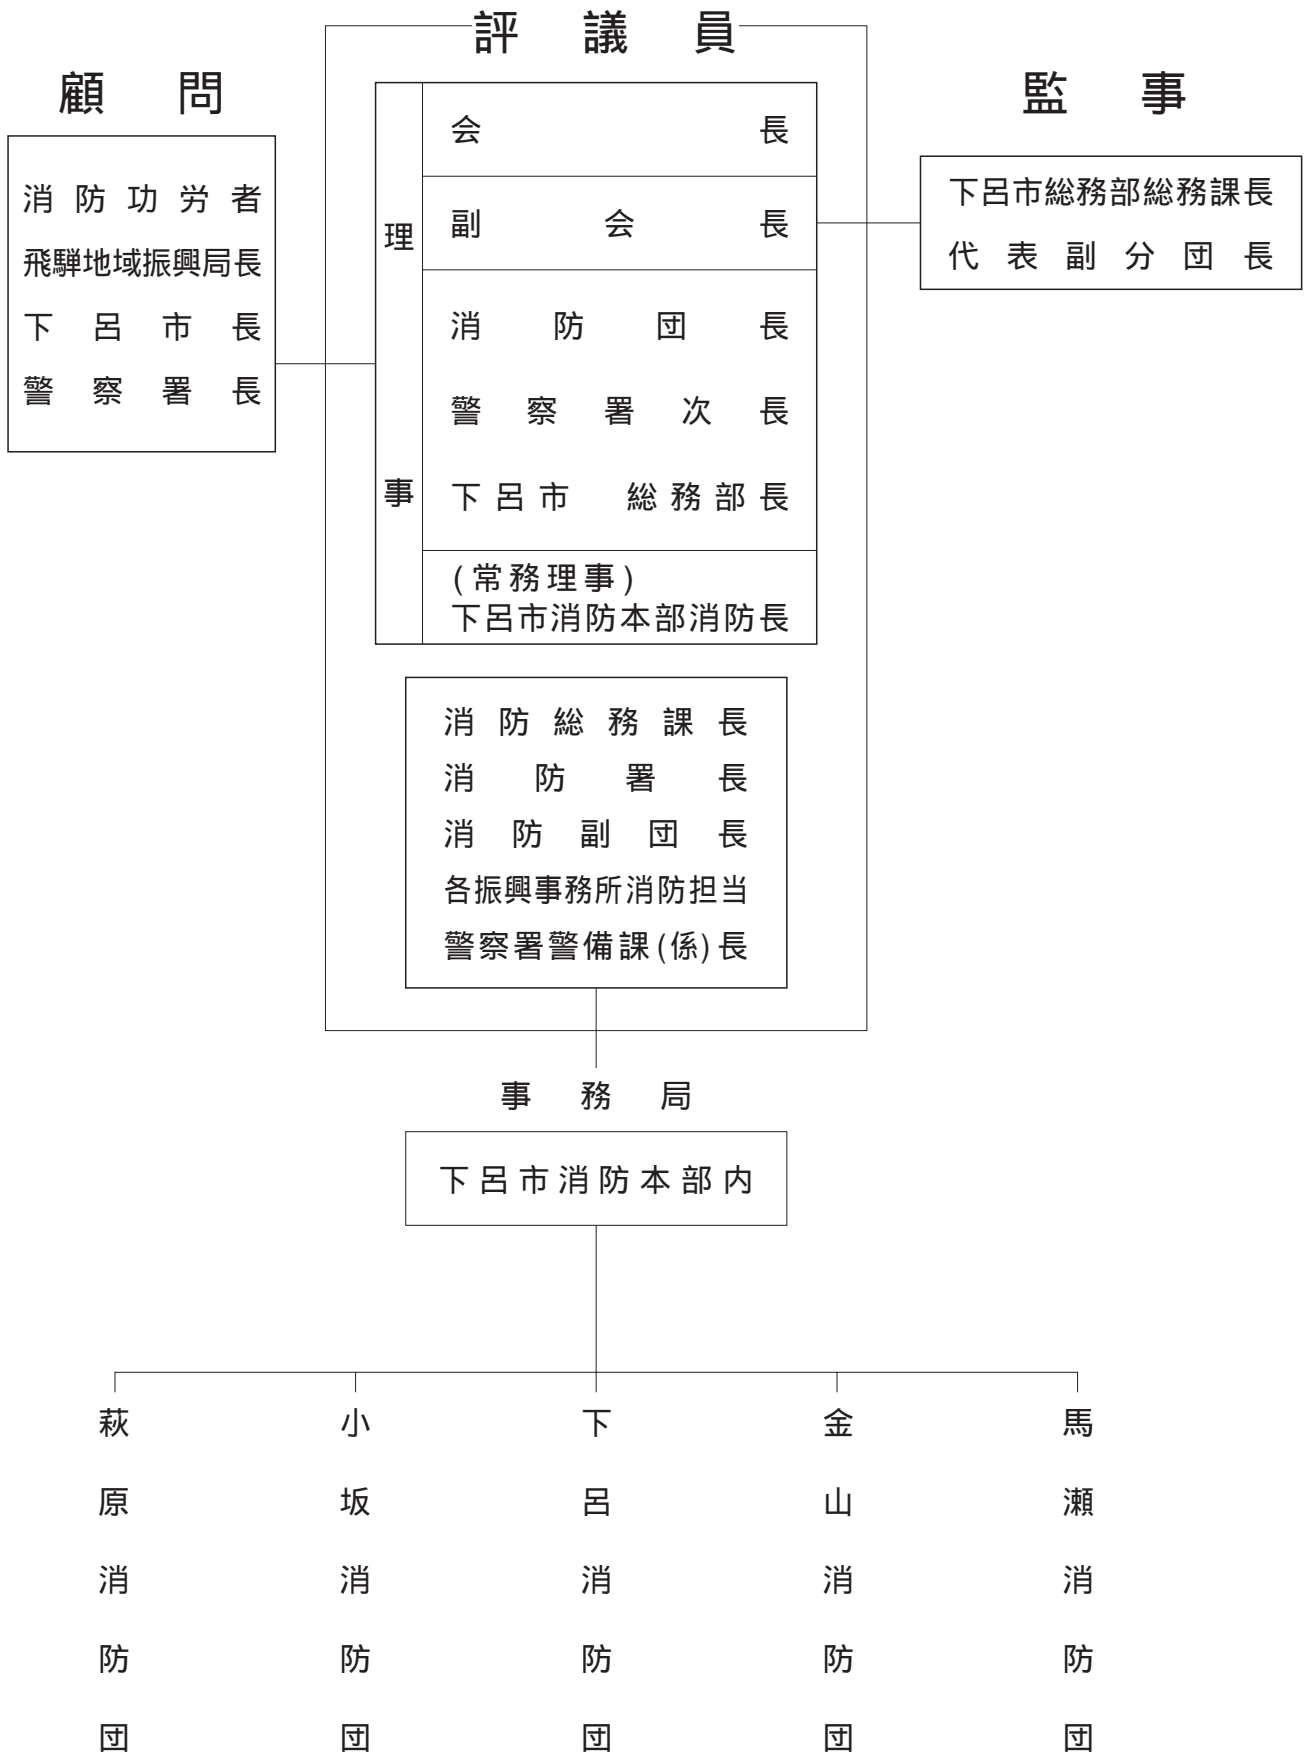 評議員
顧問
消防功労者
飛騨地域振興局長
下呂市長
警察署長
理事
会長
副会長
消防団長
警察署次長
下呂市 総務部長
(常務理事)
下呂市消防本部消防長
監事
下呂市総務部総務課長
代表副分団長
消防総務課長
消防署長
消防副団長
各振興事務所消防担当
警察署警備課(係)長
事務局
下呂市消防本部内
萩原消防団
小坂消防団
下呂消防団
金山消防団
馬瀬消防団